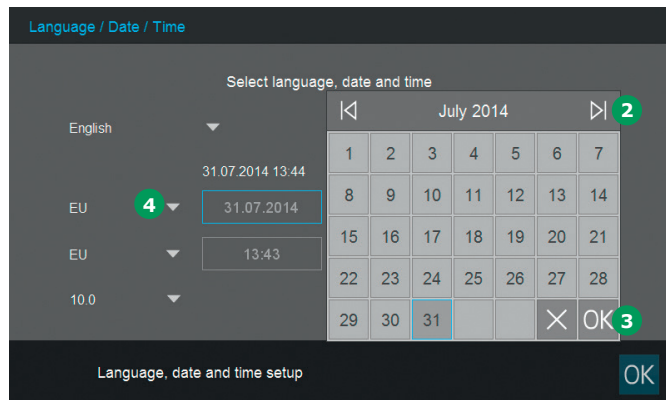 Language / Date / Time
Select language, date and time
July 2014 2
English
31.07.2014 13:44
1 2 3 4 5 6 7
EU 4 31.07.2014
8 9 10 11 12 13 14
EU 13:43
15 16 17 18 19 20 21
10.0
22 23 24 25 26 27 28
29 30 31 OK 3
Language, date and time setup OK